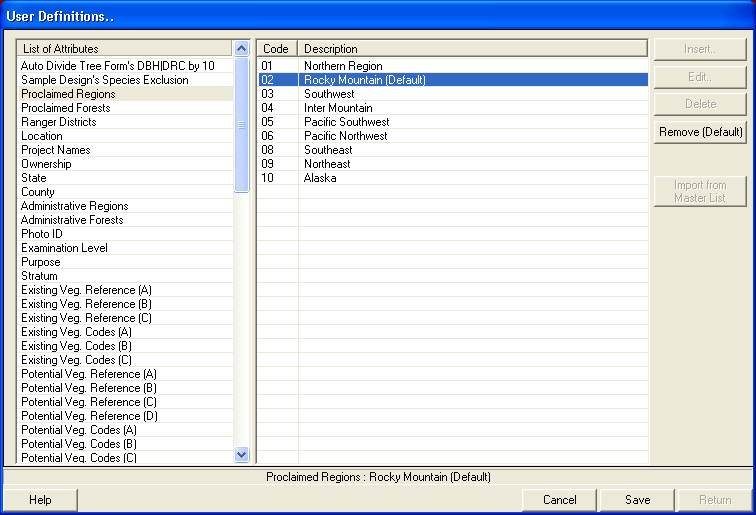 User Definitions..
List of Attributes
Auto Divide Tree Form's DBH|DRC by 10
Sample Design's Species Exclusion
Proclaimed Regions
Proclaimed Forests
Ranger Districts
Location
Project Names
Ownership
State
County
Administrative Regions
Administrative Forests
Photo ID
Examination Level
Purpose
Stratum
Existing Veg. Reference (A)
Existing Veg. Reference (B)
Existing Veg. Reference (C)
Existing Veg. Codes (A)
Existing Veg. Codes (B)
Existing Veg. Codes (C)
Potential Veg. Reference (A)
Potential Veg. Reference (B)
Potential Veg. Reference (C)
Potential Veg. Reference (D)
Potential Veg. Codes (A)
Potential Veg. Codes (B)
Potential Veg. Codes (C)
Code Description
01 Northern Region
02 Rocky Mountain (Default)
03 Southwest
04 Inter Mountain
05 Pacific Southwest
06 Pacific Northwest
08 Southeast
09 Northeast
10 Alaska
Insert..
Edit..
Delete
Remove (Default)
Import from
Master List
Proclaimed Regions : Rocky Mountain (Default)
Help Cancel Save Return